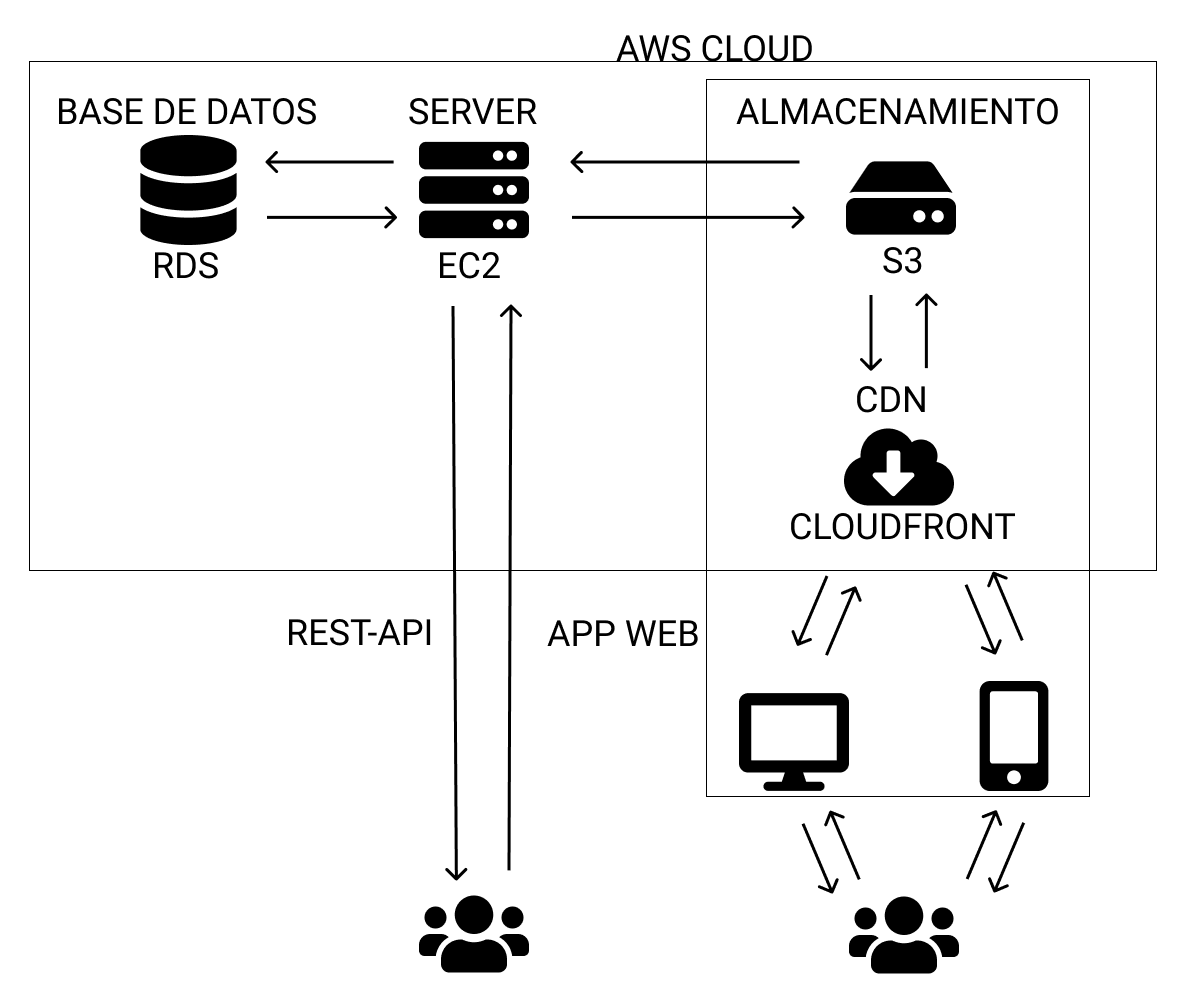 AWS CLOUD
BASE DE DATOS
SERVER
ALMACENAMIENTO
RDS
EC2
S3
CDN
CLOUDFRONT
REST-API
APP WEB